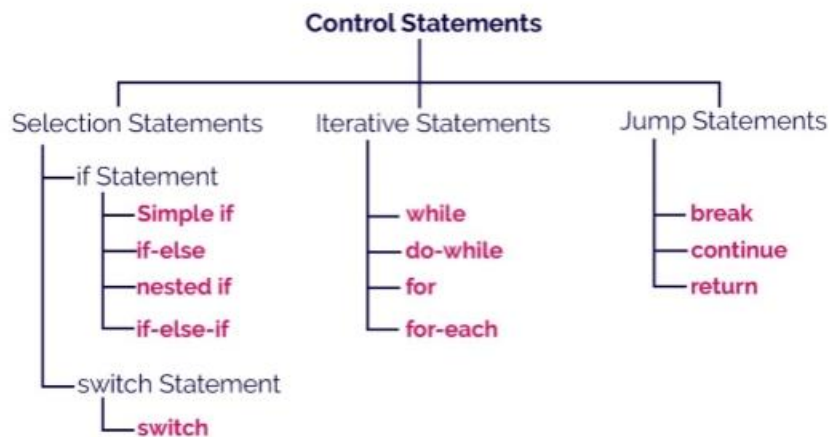 Control Statements
Selection Statements
if Statement
Simple if
if-else
nested if
if-else-if
switch Statement
switch
Iterative Statements
while
do-while
for
for-each
Jump Statements
break
continue
return